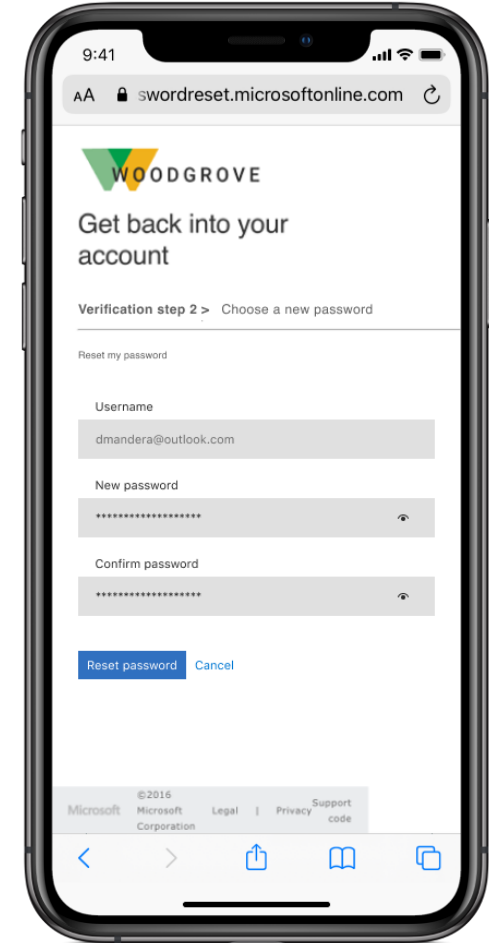 9:41
AA swordreset.microsoftonline.com
WOODGROVE
Get back into your
account
Verification step 2 > Choose a new password
Reset my password
Username
dmandera@outlook.com
New password
*******************
Confirm password
*******************
Reset password Cancel
Microsoft ©2016 Microsoft Corporation Legal | Privacy Support code